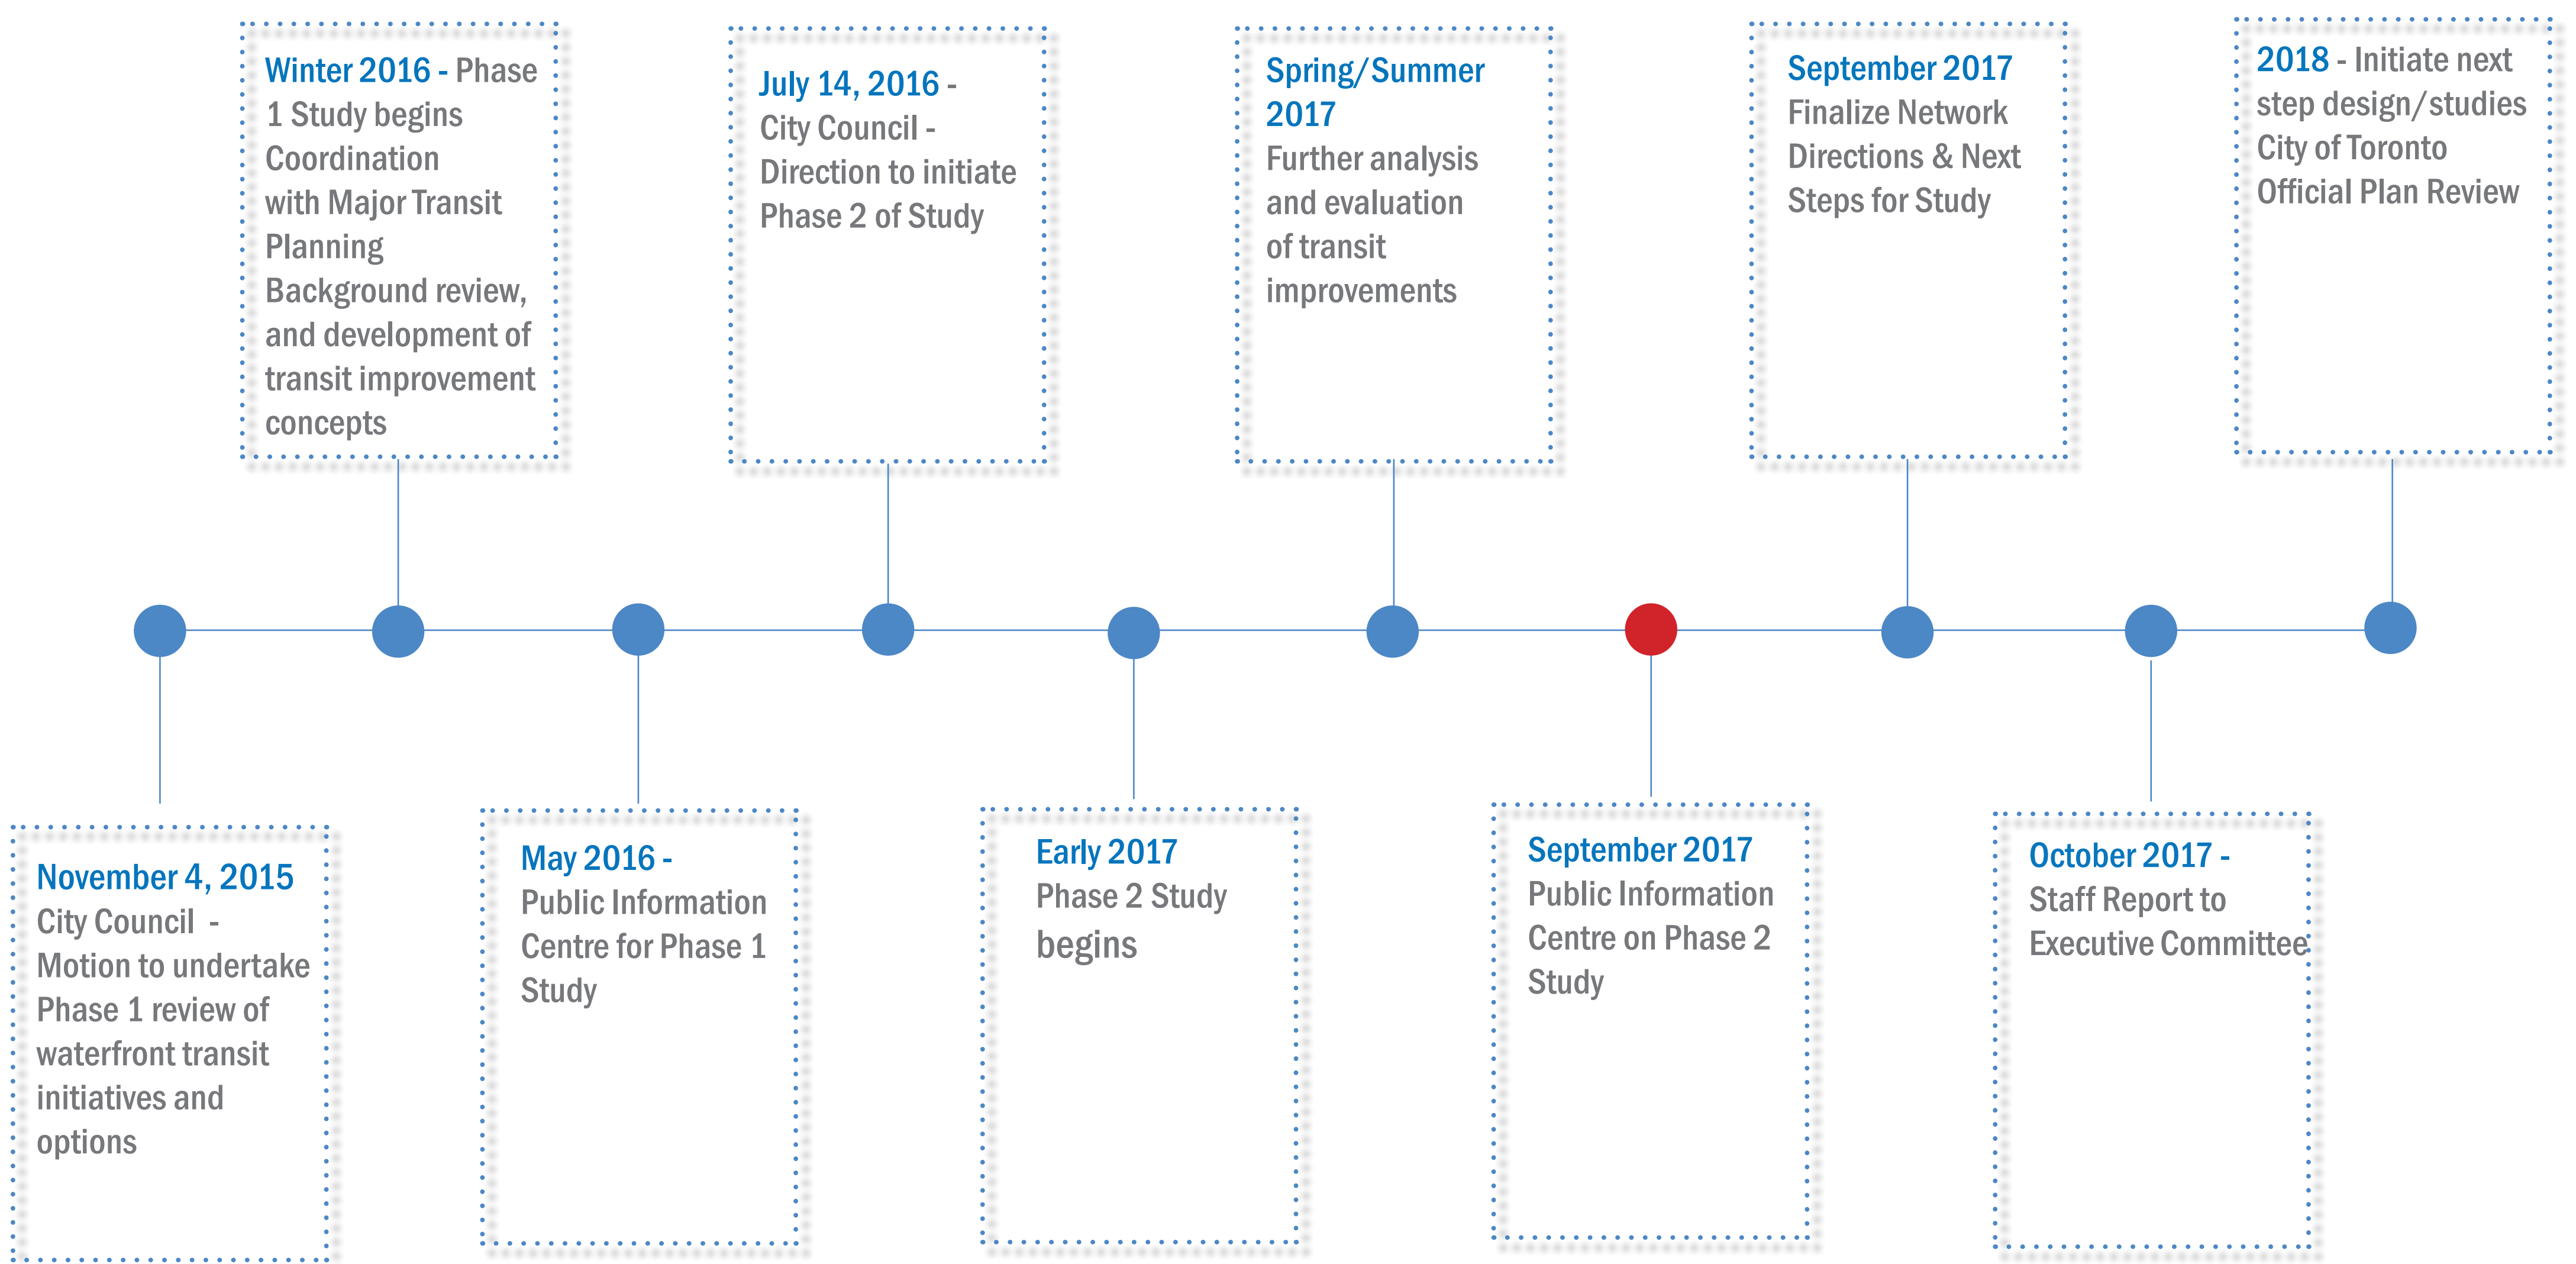 Winter 2016 - Phase
1 Study begins
Coordination
with Major Transit
Planning
Background review,
and development of
transit improvement
concepts
July 14, 2016 -
City Council -
Direction to initiate
Phase 2 of Study
Spring/Summer
2017
Further analysis
and evaluation
of transit
improvements
September 2017
Finalize Network
Directions & Next
Steps for Study
2018 - Initiate next
step design/studies
City of Toronto
Official Plan Review
November 4, 2015
City Council -
Motion to undertake
Phase 1 review of
waterfront transit
initiatives and
options
May 2016 -
Public Information
Centre for Phase 1
Study
Early 2017
Phase 2 Study
begins
September 2017
Public Information
Centre on Phase 2
Study
October 2017 -
Staff Report to
Executive Committee